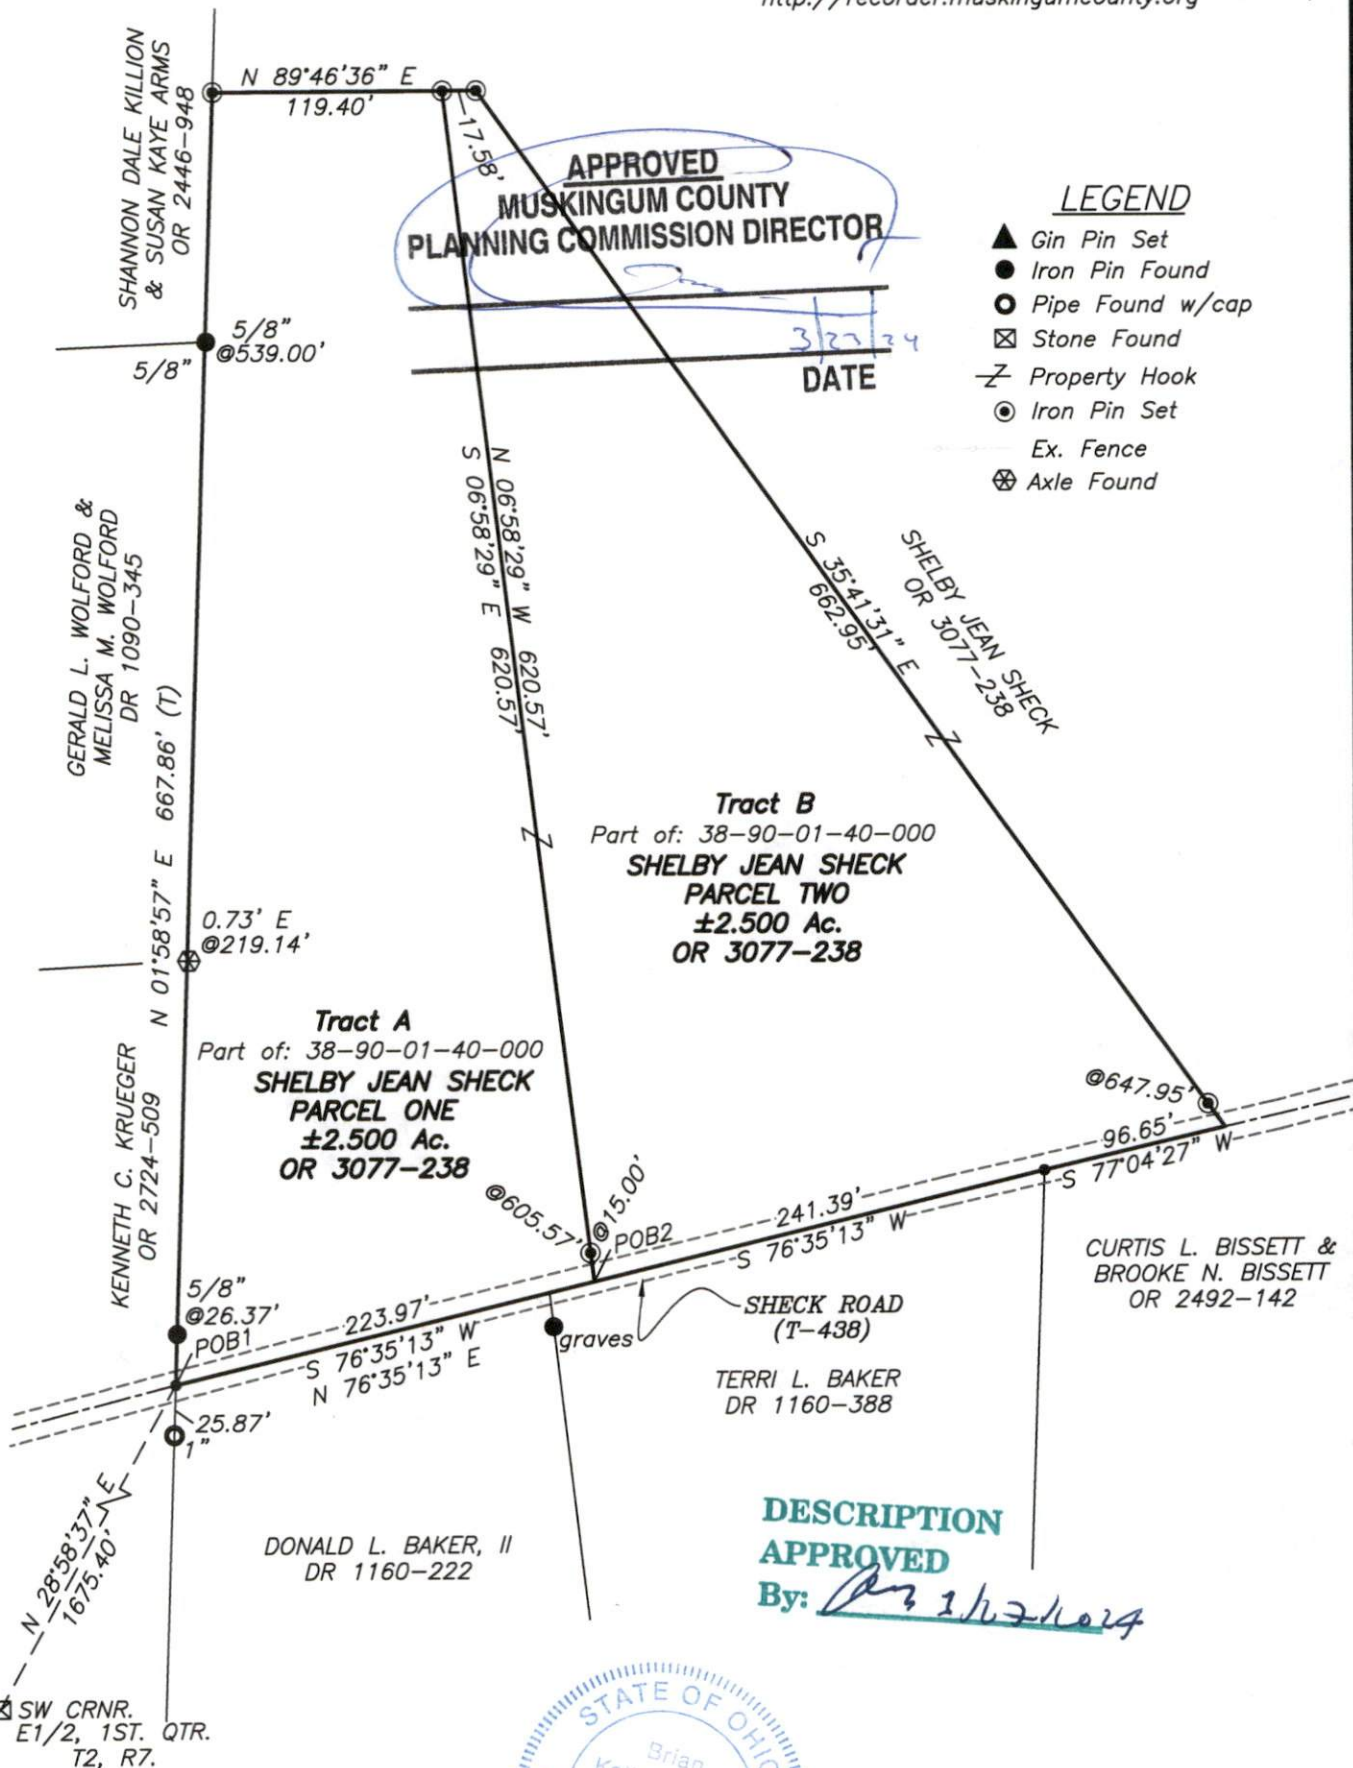 http://recorder.muskingumcounty.org
SHANNON DALE KILLION
& SUSAN KAYE ARMS
OR 2446-948
N 89°46'36" E
119.40'
17.58'
APPROVED
MUSKINGUM COUNTY
PLANNING COMMISSION DIRECTOR
3/27/24
DATE
LEGEND
Gin Pin Set
Iron Pin Found
Pipe Found w/cap
Stone Found
Property Hook
Iron Pin Set
Ex. Fence
Axle Found
5/8"
@539.00'
5/8"
GERALD L. WOLFORD &
MELISSA M. WOLFORD
DR 1090-345
N 01°58'57" E 667.86' (T)
N 06°58'29" W 620.57'
S 06°58'29" E 620.57'
S 35°41'31" E
662.95'
SHELBY JEAN SHECK
OR 3077-238
Tract B
Part of: 38-90-01-40-000
SHELBY JEAN SHECK
PARCEL TWO
±2.500 Ac.
OR 3077-238
0.73' E
@219.14'
Tract A
Part of: 38-90-01-40-000
SHELBY JEAN SHECK
PARCEL ONE
±2.500 Ac.
OR 3077-238
KENNETH C. KRUEGER
OR 2724-509
@647.95'
96.65'
S 77°04'27" W
@605.57'
@15.00'
POB2
241.39'
S 76°35'13" W
CURTIS L. BISSETT &
BROOKE N. BISSETT
OR 2492-142
5/8"
@26.37'
POB1
223.97'
S 76°35'13" W
N 76°35'13" E
graves
SHECK ROAD
(T-438)
TERRI L. BAKER
DR 1160-388
25.87'
1"
N 28°58'37" E
1675.40'
DONALD L. BAKER, II
DR 1160-222
DESCRIPTION
APPROVED
By:
SW CRNR.
E1/2, 1ST. QTR.
T2, R7.
STATE OF OHIO
Brian